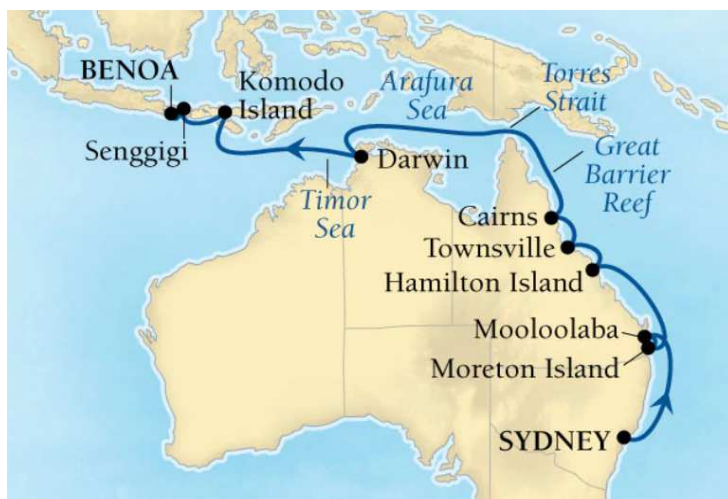 BENOA
Komodo
Island
Senggigi
Arafura
Sea
Torres
Strait
Great
Barrier
Reef
Darwin
Timor
Sea
Cairns
Townsville
Hamilton Island
Mooloolaba
Moreton Island
SYDNEY